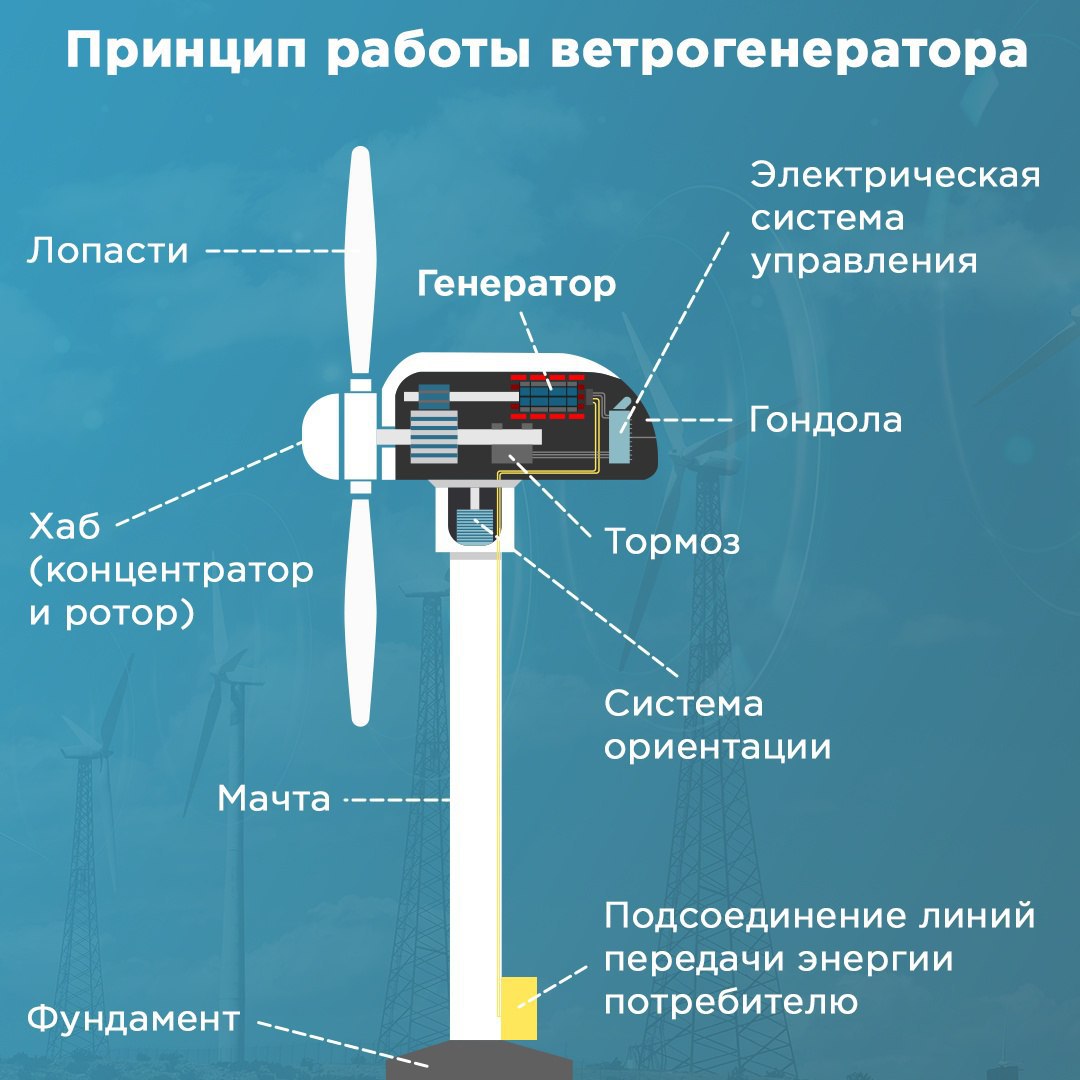 Принцип работы ветрогенератора
Электрическая
система
управления
Лопасти
Генератор
Гондола
Хаб
(концентратор
и ротор)
Тормоз
Система
ориентации
Мачта
Подсоединение линий
передачи энергии
потребителю
Фундамент